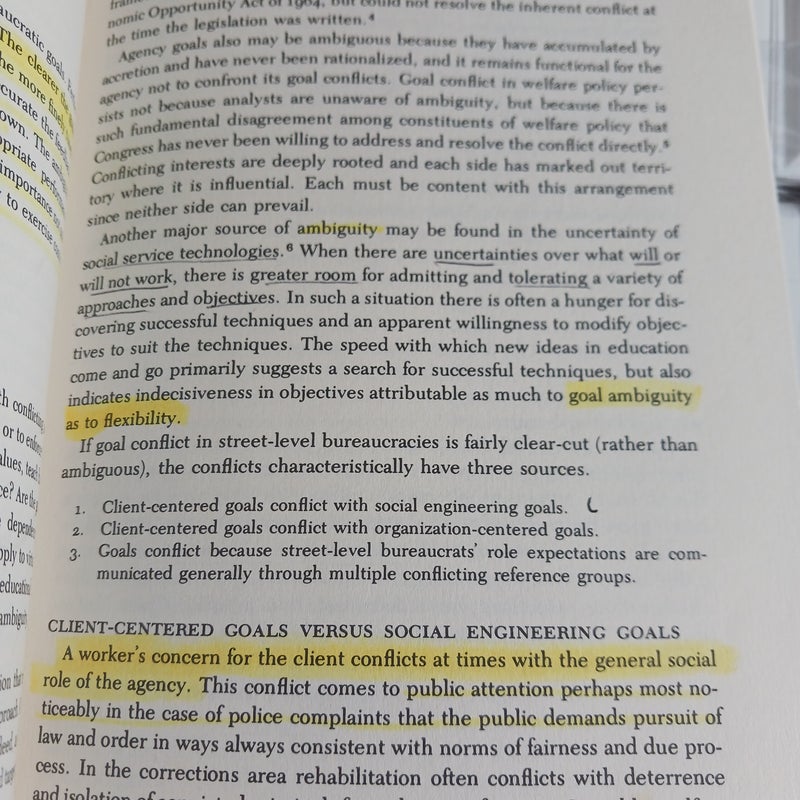 nomic Opportunity Act of 1964, but could not resolve the inherent conflict at
the time the legislation was written.⁴
Agency goals also may be ambiguous because they have accumulated by
accretion and have never been rationalized, and it remains functional for the
agency not to confront its goal conflicts. Goal conflict in welfare policy per-
sists not because analysts are unaware of ambiguity, but because there is
such fundamental disagreement among constituents of welfare policy that
Congress has never been willing to address and resolve the conflict directly.⁵
Conflicting interests are deeply rooted and each side has marked out terri-
tory where it is influential. Each must be content with this arrangement
since neither side can prevail.
Another major source of ambiguity may be found in the uncertainty of
social service technologies.⁶ When there are uncertainties over what will or
will not work, there is greater room for admitting and tolerating a variety of
approaches and objectives. In such a situation there is often a hunger for dis-
covering successful techniques and an apparent willingness to modify objec-
tives to suit the techniques. The speed with which new ideas in education
come and go primarily suggests a search for successful techniques, but also
indicates indecisiveness in objectives attributable as much to goal ambiguity
as to flexibility.
If goal conflict in street-level bureaucracies is fairly clear-cut (rather than
ambiguous), the conflicts characteristically have three sources.
1. Client-centered goals conflict with social engineering goals.
2. Client-centered goals conflict with organization-centered goals.
3. Goals conflict because street-level bureaucrats' role expectations are com-
municated generally through multiple conflicting reference groups.
CLIENT-CENTERED GOALS VERSUS SOCIAL ENGINEERING GOALS
A worker's concern for the client conflicts at times with the general social
role of the agency. This conflict comes to public attention perhaps most no-
ticeably in the case of police complaints that the public demands pursuit of
law and order in ways always consistent with norms of fairness and due pro-
cess. In the corrections area rehabilitation often conflicts with deterrence